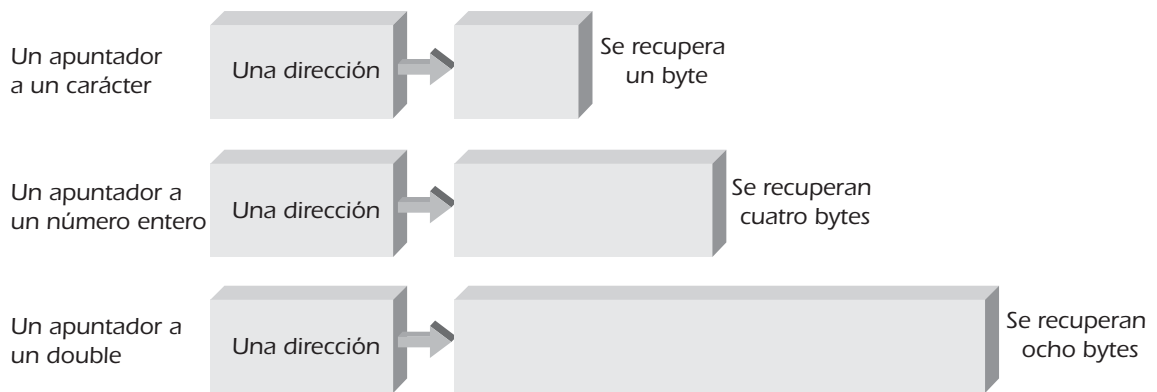 Un apuntador
a un carácter
Una dirección
Se recupera
un byte
Un apuntador a
un número entero
Una dirección
Se recuperan
cuatro bytes
Un apuntador a
un double
Una dirección
Se recuperan
ocho bytes